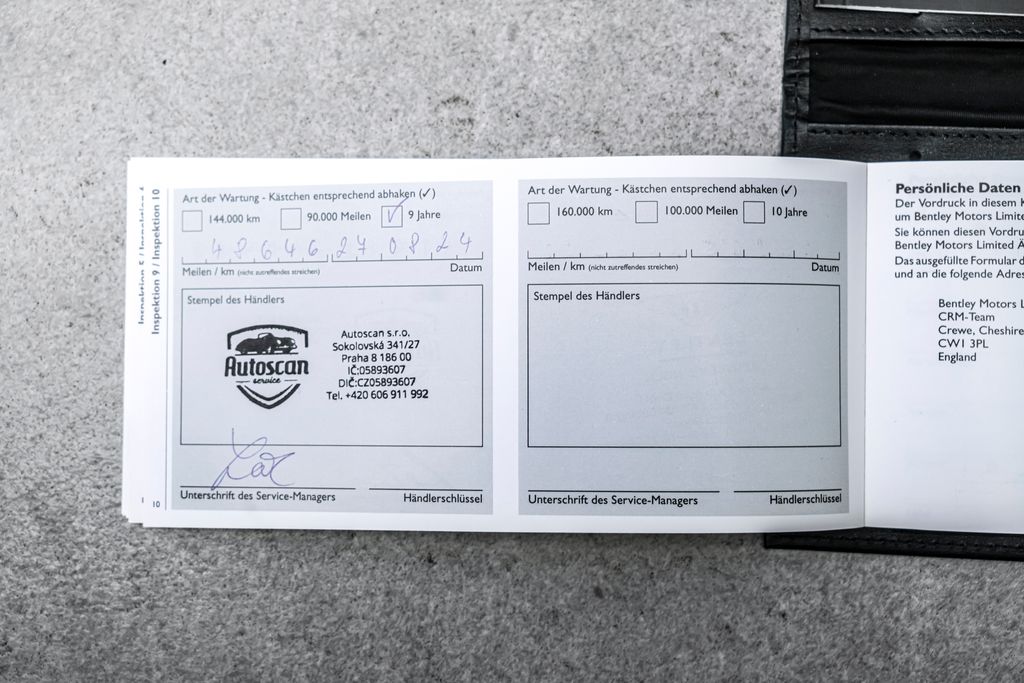 Inspektion 9 / Inspektion 10
Art der Wartung - Kästchen entsprechend abhaken (✓)
144.000 km 90.000 Meilen ✓ 9 Jahre
48646 27 08 24
Meilen / km (nicht zutreffendes streichen) Datum
Stempel des Händlers
Autoscan
service
Autoscan s.r.o.
Sokolovská 341/27
Praha 8 186 00
IČ:05893607
DIČ:CZ05893607
Tel. +420 606 911 992
Unterschrift des Service-Managers Händlerschlüssel
10
Art der Wartung - Kästchen entsprechend abhaken (✓)
160.000 km 100.000 Meilen 10 Jahre
Meilen / km (nicht zutreffendes streichen) Datum
Stempel des Händlers
Unterschrift des Service-Managers Händlerschlüssel
Persönliche Daten
Der Vordruck in diesem
um Bentley Motors
Sie können diesen
Bentley Motors Limited
Das ausgefüllte Formular
und an die folgende
Bentley Motors
CRM-Team
Crewe, Cheshire
CW1 3PL
England